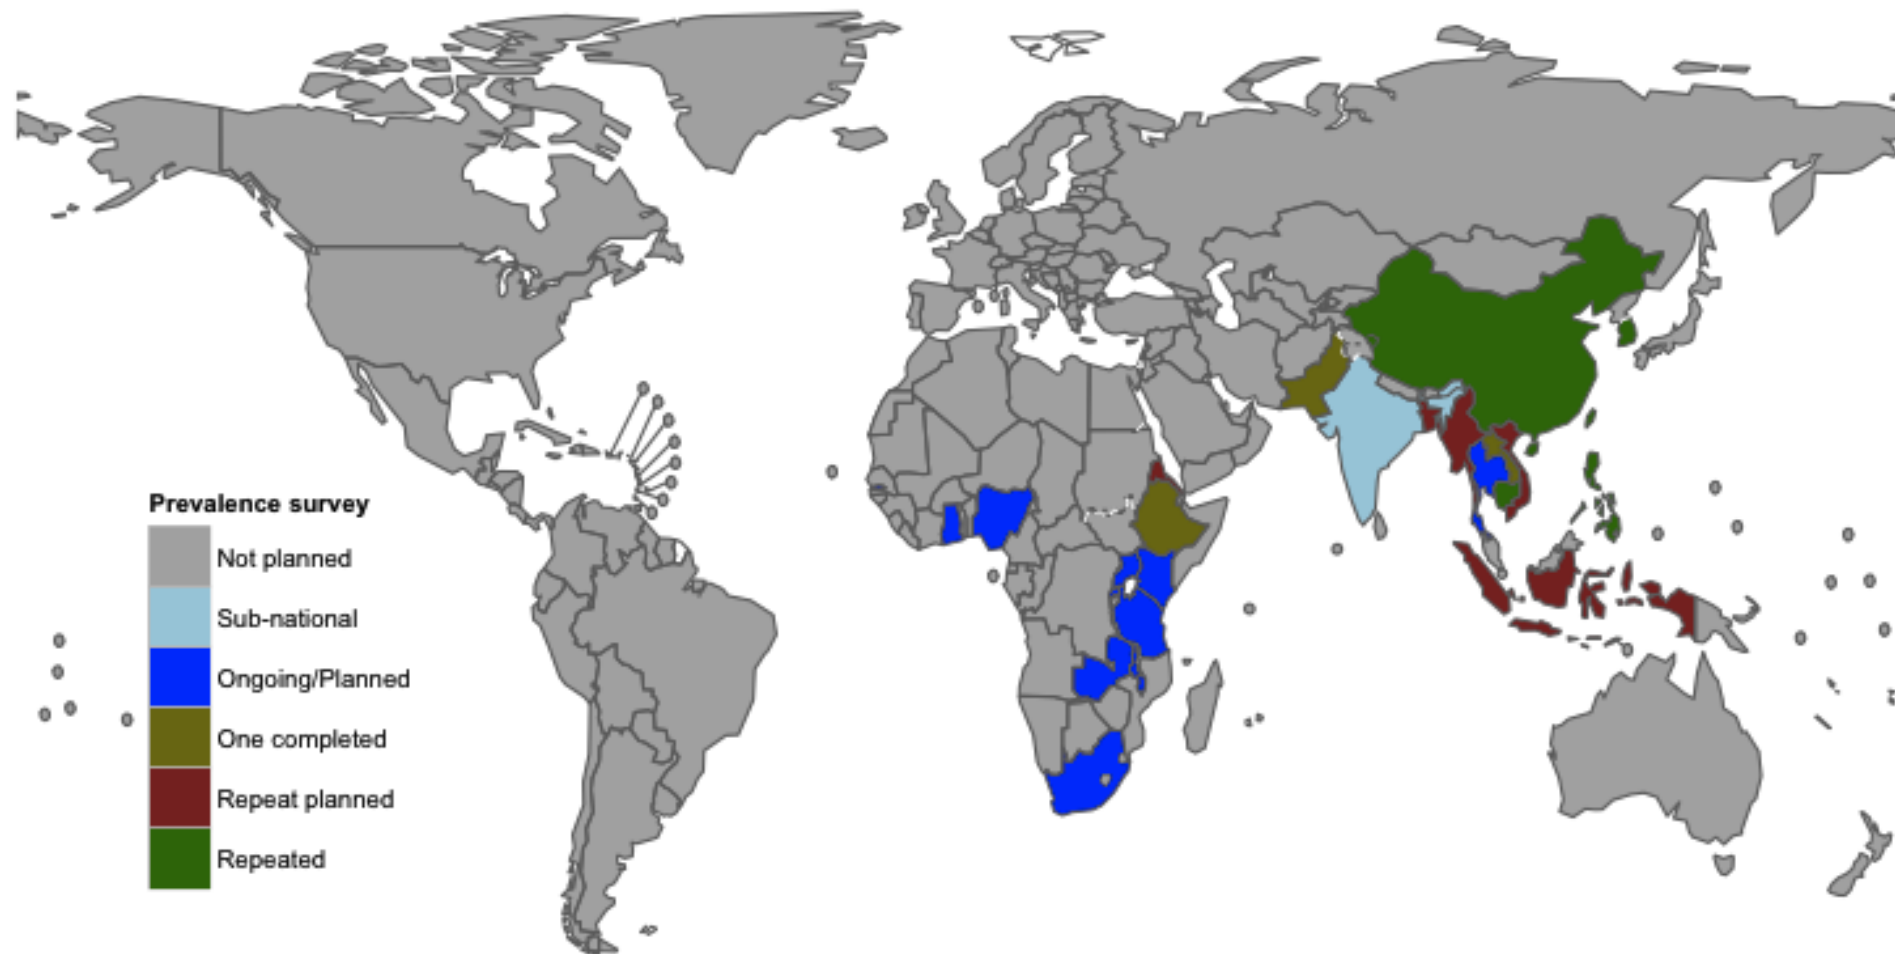 Prevalence survey
Not planned
Sub-national
Ongoing/Planned
One completed
Repeat planned
Repeated